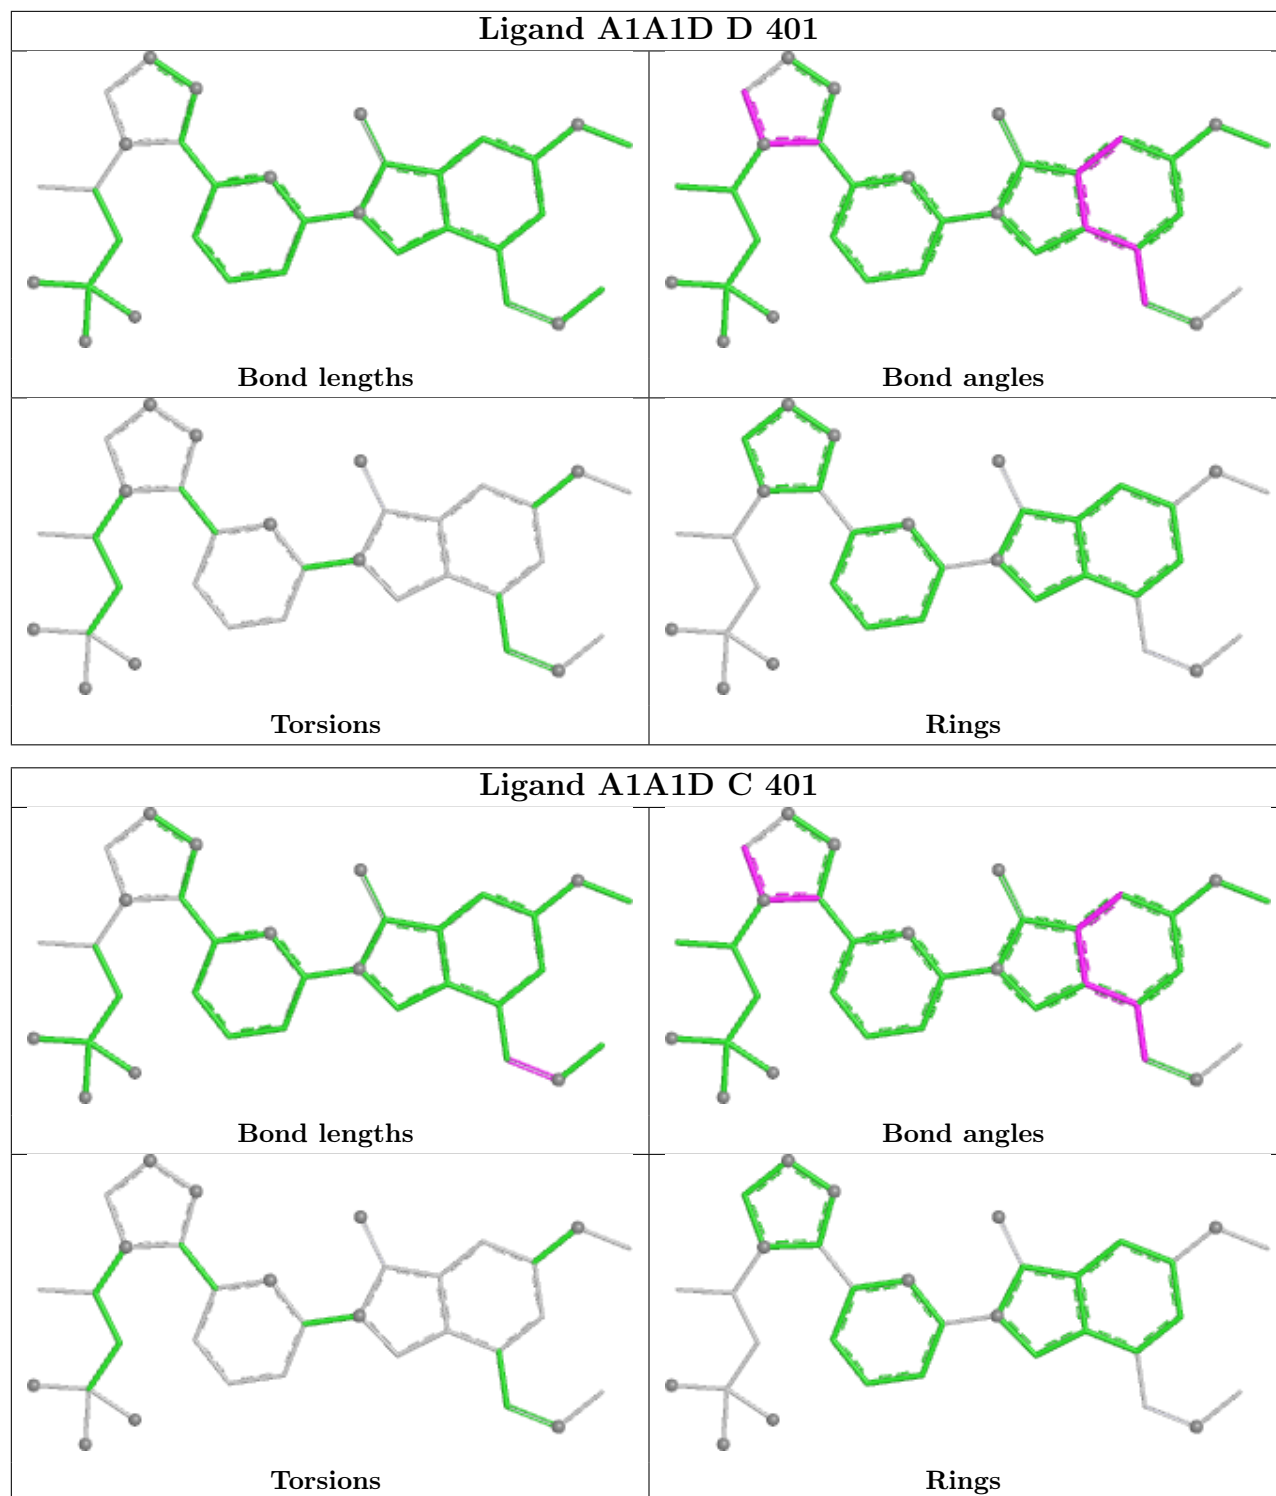 Ligand A1A1D D 401
Bond lengths
Bond angles
Torsions
Rings
Ligand A1A1D C 401
Bond lengths
Bond angles
Torsions
Rings